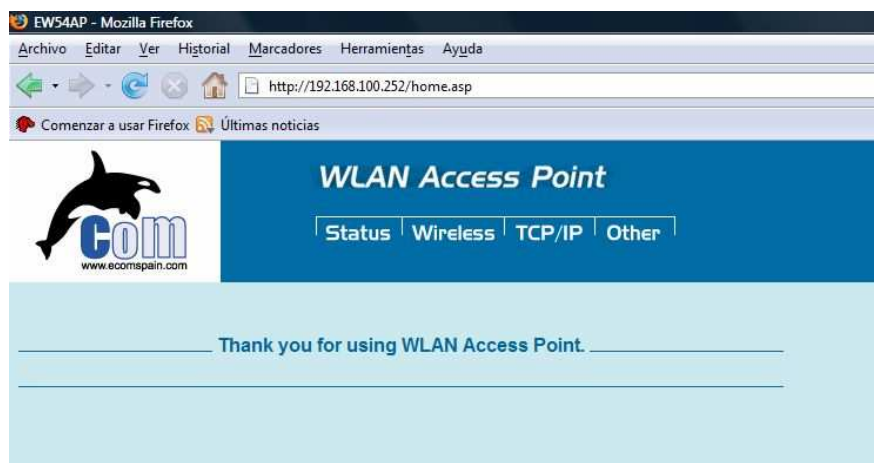 EW54AP - Mozilla Firefox
Archivo Editar Ver Historial Marcadores Herramientas Ayuda
http://192.168.100.252/home.asp
Comenzar a usar Firefox Últimas noticias
WLAN Access Point
Status Wireless TCP/IP Other
Com
www.ecomspain.com
Thank you for using WLAN Access Point.